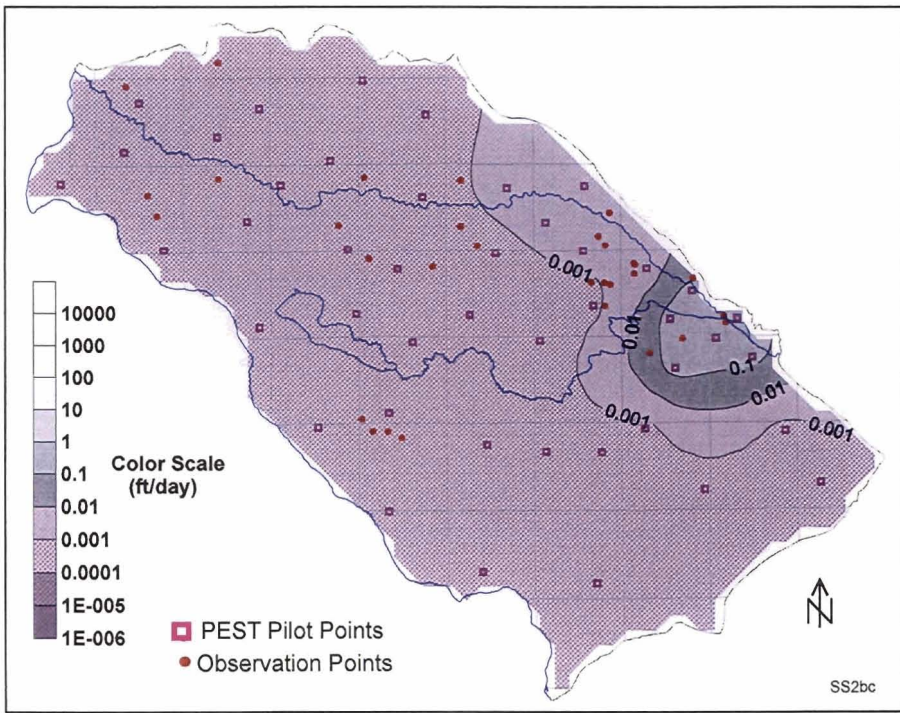 0.001
0.01
0.1
0.01
0.001
0.001
10000
1000
100
10
1
0.1
0.01
0.001
0.0001
1E-005
1E-006
Color Scale
(ft/day)
PEST Pilot Points
Observation Points
N
SS2bc